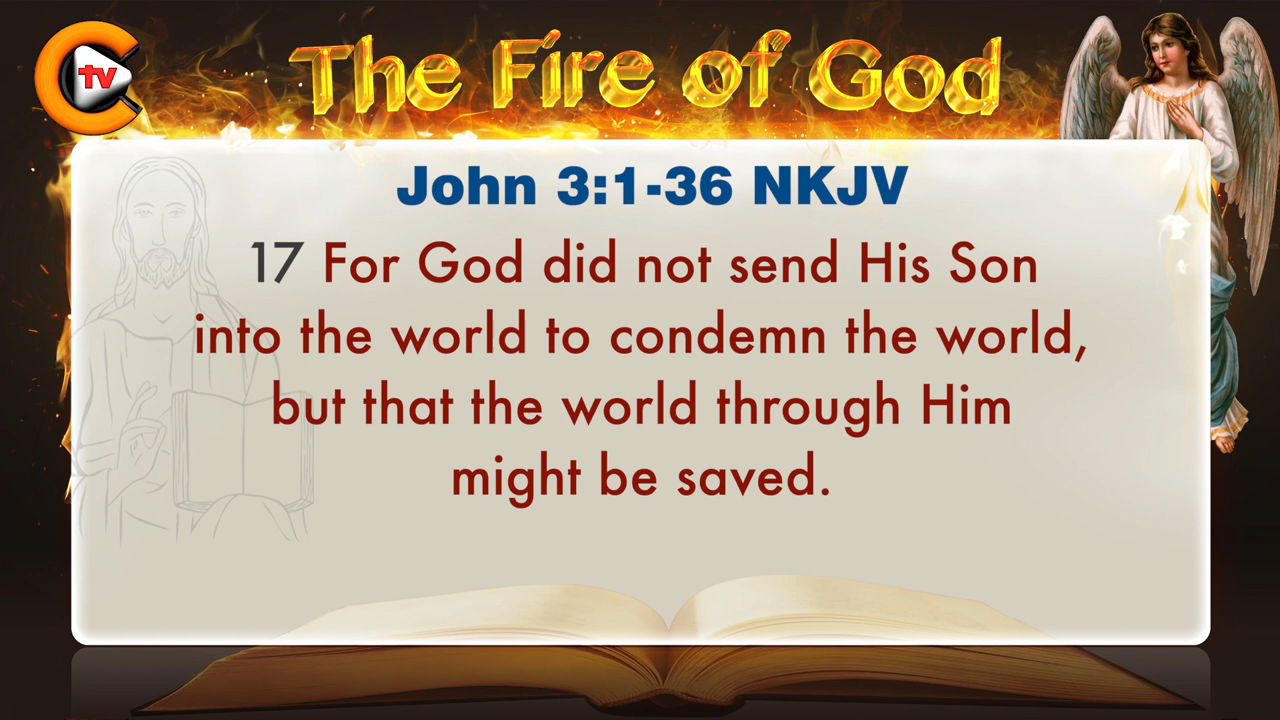 tv
The Fire of God
John 3:1-36 NKJV
17 For God did not send His Son
into the world to condemn the world,
but that the world through Him
might be saved.